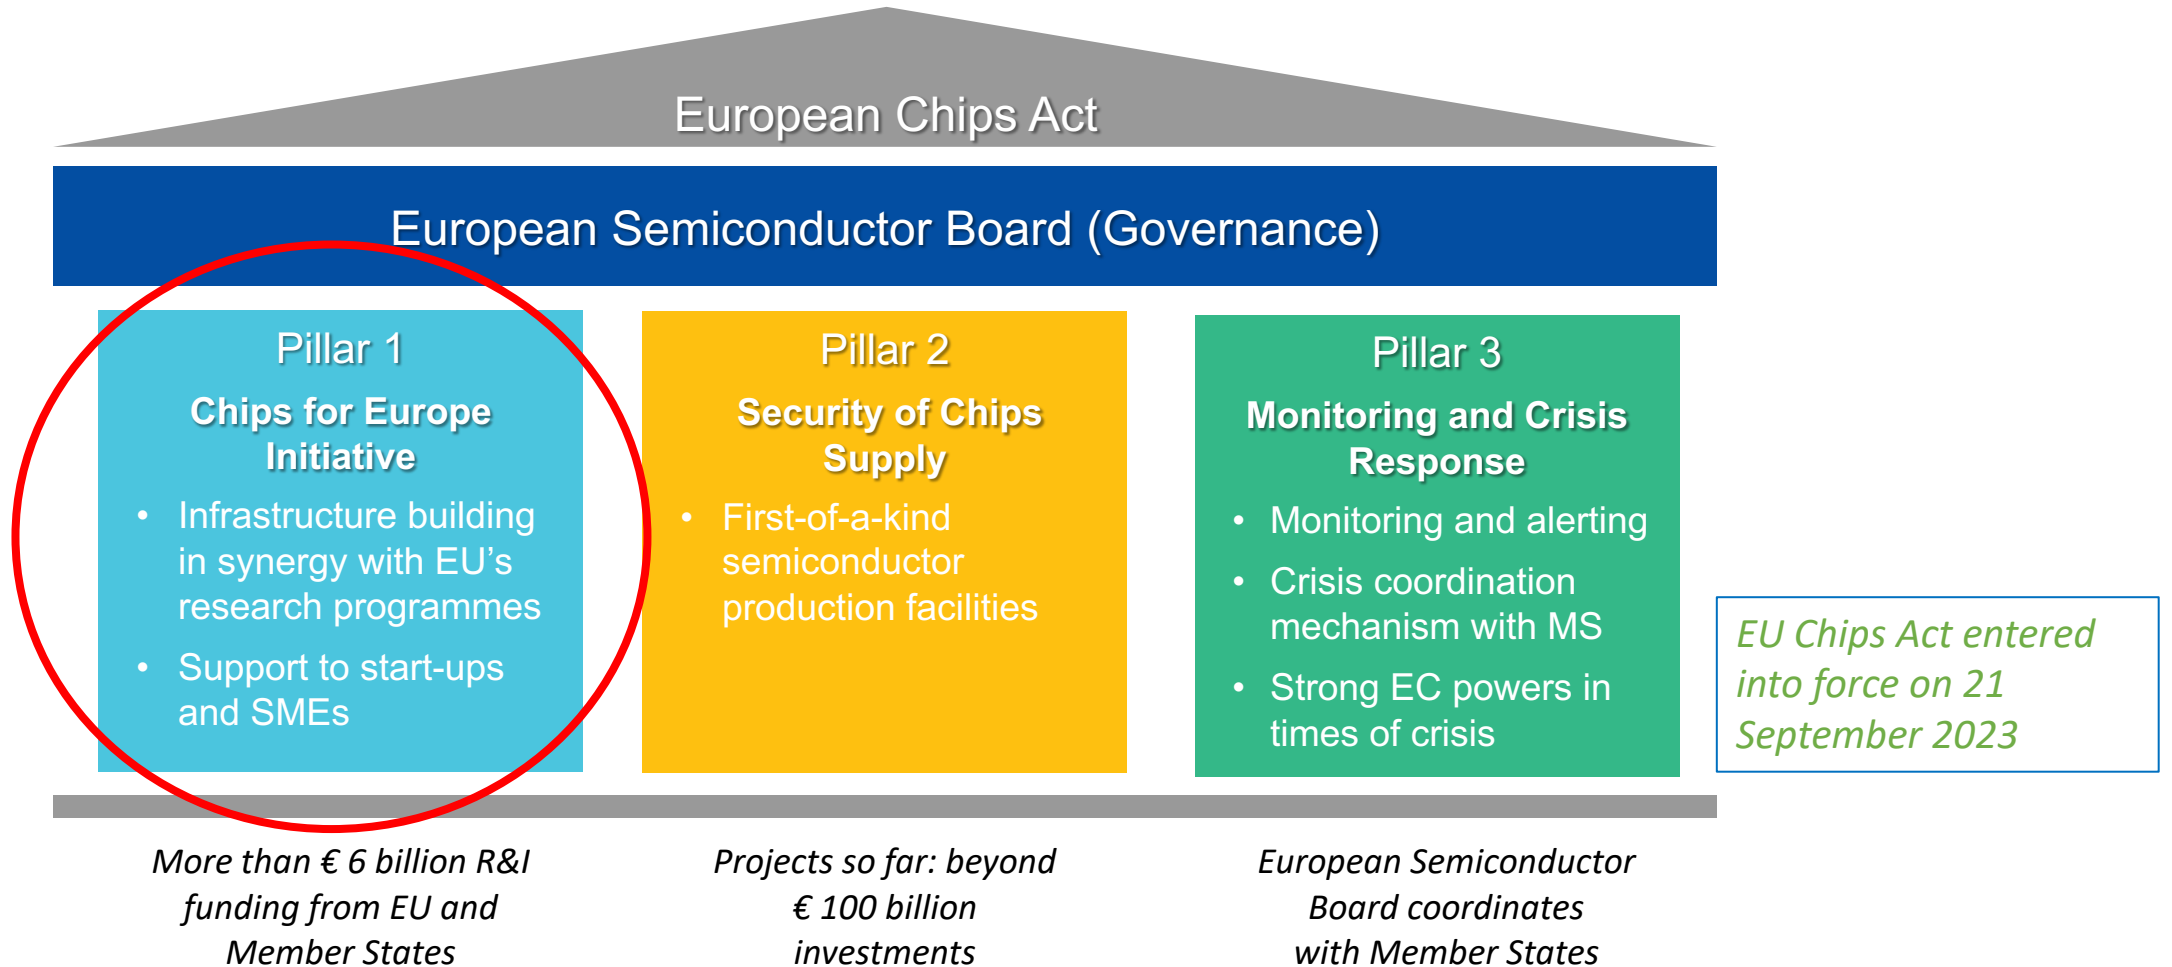 European Chips Act
European Semiconductor Board (Governance)
Pillar 1
Chips for Europe
Initiative
• Infrastructure building
in synergy with EU’s
research programmes
• Support to start-ups
and SMEs
Pillar 2
Security of Chips
Supply
• First-of-a-kind
semiconductor
production facilities
Pillar 3
Monitoring and Crisis
Response
• Monitoring and alerting
• Crisis coordination
mechanism with MS
• Strong EC powers in
times of crisis
EU Chips Act entered
into force on 21
September 2023
More than € 6 billion R&I
funding from EU and
Member States
Projects so far: beyond
€ 100 billion
investments
European Semiconductor
Board coordinates
with Member States